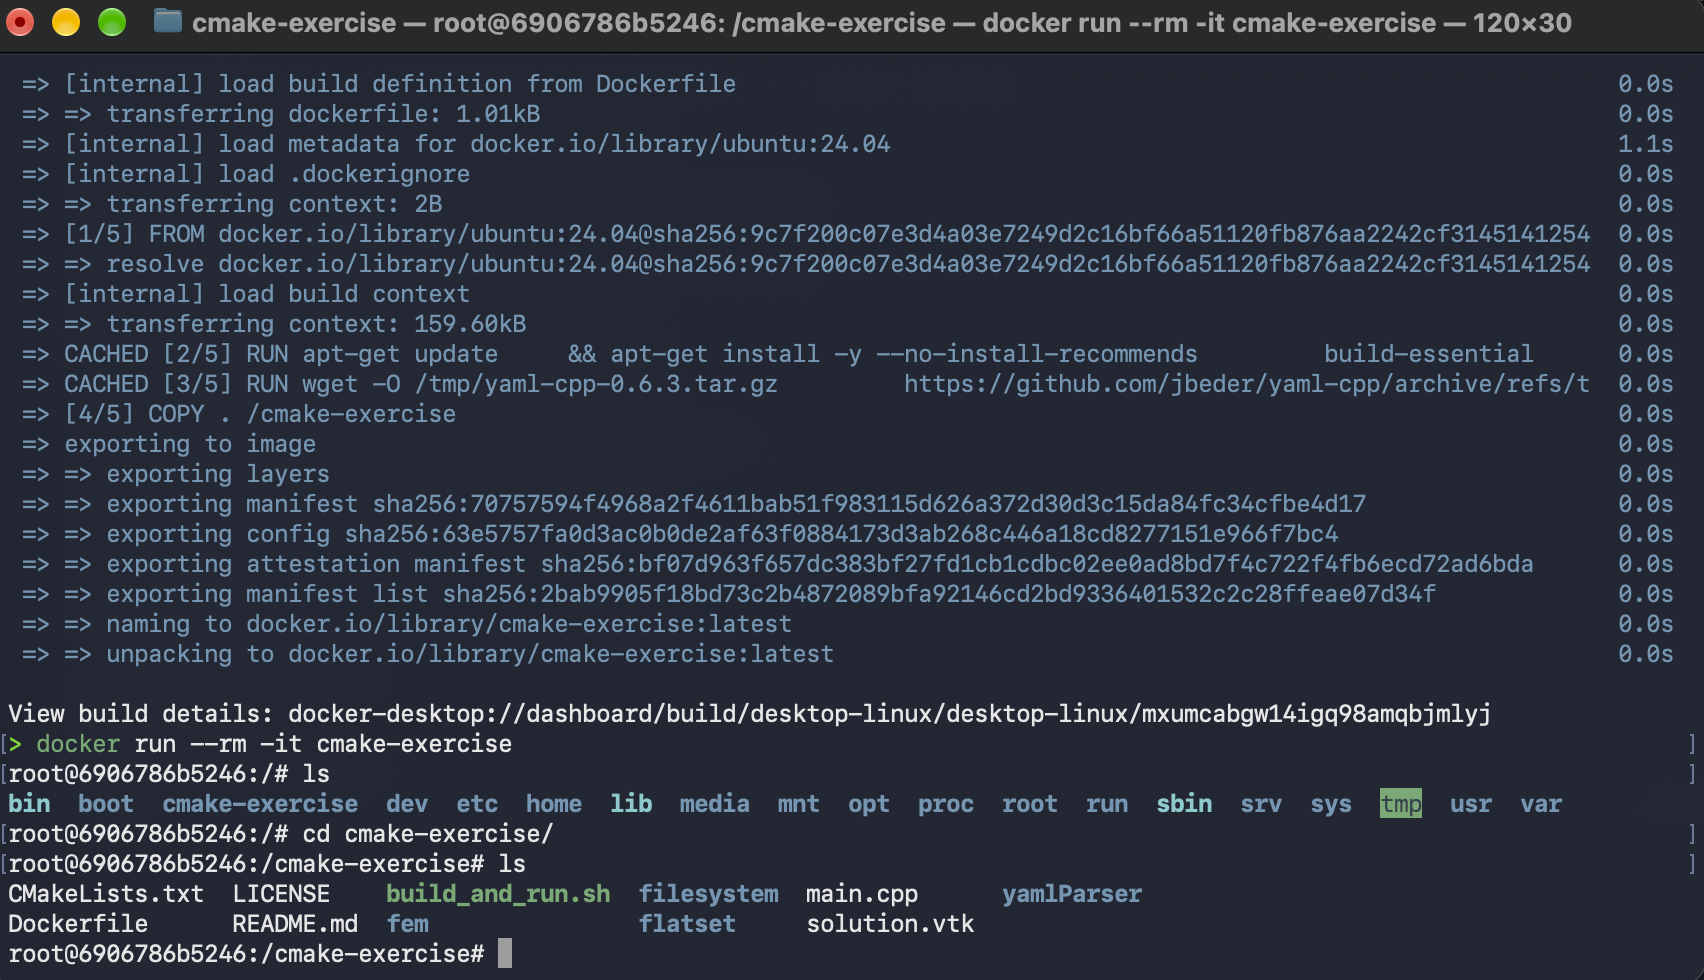 cmake-exercise — root@6906786b5246: /cmake-exercise — docker run --rm -it cmake-exercise — 120×30
=> [internal] load build definition from Dockerfile 0.0s
=> => transferring dockerfile: 1.01kB 0.0s
=> [internal] load metadata for docker.io/library/ubuntu:24.04 1.1s
=> [internal] load .dockerignore 0.0s
=> => transferring context: 2B 0.0s
=> [1/5] FROM docker.io/library/ubuntu:24.04@sha256:9c7f200c07e3d4a03e7249d2c16bf66a51120fb876aa2242cf3145141254 0.0s
=> => resolve docker.io/library/ubuntu:24.04@sha256:9c7f200c07e3d4a03e7249d2c16bf66a51120fb876aa2242cf3145141254 0.0s
=> [internal] load build context 0.0s
=> => transferring context: 159.60kB 0.0s
=> CACHED [2/5] RUN apt-get update     && apt-get install -y --no-install-recommends         build-essential 0.0s
=> CACHED [3/5] RUN wget -O /tmp/yaml-cpp-0.6.3.tar.gz         https://github.com/jbeder/yaml-cpp/archive/refs/t 0.0s
=> [4/5] COPY . /cmake-exercise 0.0s
=> exporting to image 0.0s
=> => exporting layers 0.0s
=> => exporting manifest sha256:70757594f4968a2f4611bab51f983115d626a372d30d3c15da84fc34cfbe4d17 0.0s
=> => exporting config sha256:63e5757fa0d3ac0b0de2af63f0884173d3ab268c446a18cd8277151e966f7bc4 0.0s
=> => exporting attestation manifest sha256:bf07d963f657dc383bf27fd1cb1cdbc02ee0ad8bd7f4c722f4fb6ecd72ad6bda 0.0s
=> => exporting manifest list sha256:2bab9905f18bd73c2b4872089bfa92146cd2bd9336401532c2c28ffeae07d34f 0.0s
=> => naming to docker.io/library/cmake-exercise:latest 0.0s
=> => unpacking to docker.io/library/cmake-exercise:latest 0.0s
View build details: docker-desktop://dashboard/build/desktop-linux/desktop-linux/mxumcabgw14igq98amqbjmlyj
[> docker run --rm -it cmake-exercise ]
[root@6906786b5246:/# ls ]
bin  boot  cmake-exercise  dev  etc  home  lib  media  mnt  opt  proc  root  run  sbin  srv  sys  tmp  usr  var
[root@6906786b5246:/# cd cmake-exercise/ ]
[root@6906786b5246:/cmake-exercise# ls ]
CMakeLists.txt  LICENSE    build_and_run.sh  filesystem  main.cpp      yamlParser
Dockerfile      README.md  fem               flatset     solution.vtk
root@6906786b5246:/cmake-exercise#